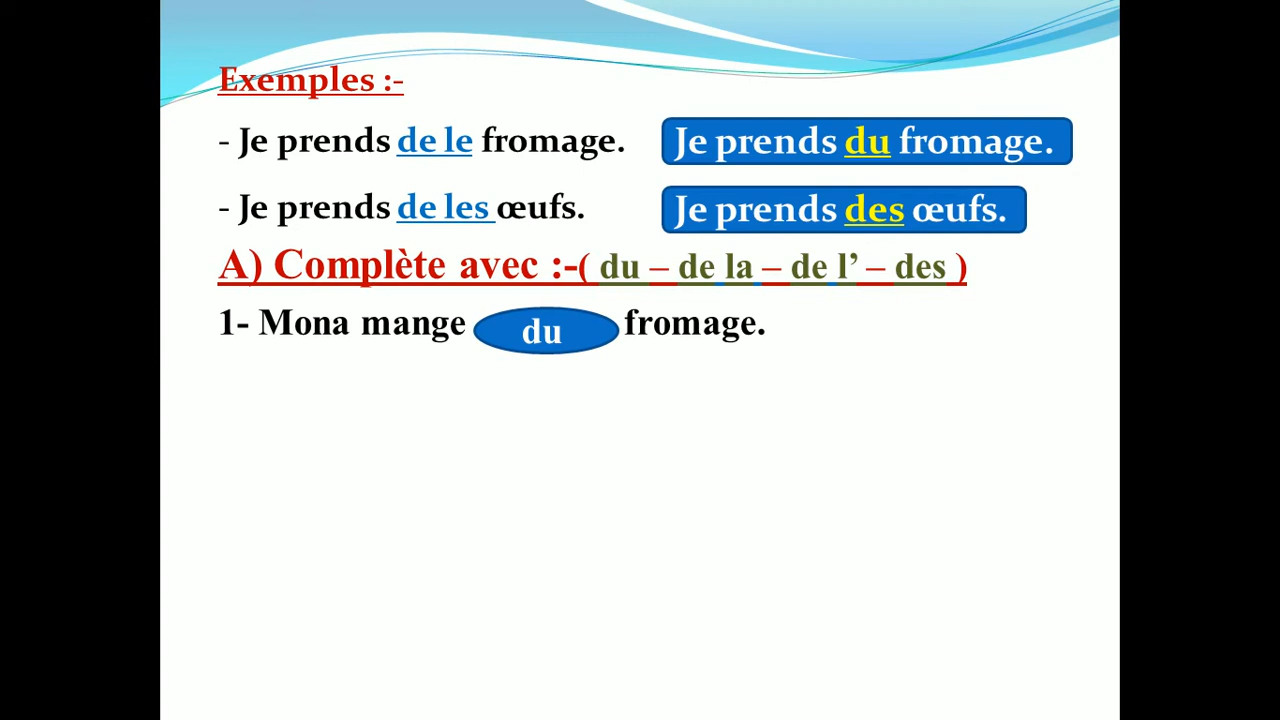 Exemples :-
- Je prends de le fromage. Je prends du fromage.
- Je prends de les œufs. Je prends des œufs.
A) Complète avec :-( du – de la – de l’ – des )
1- Mona mange du fromage.